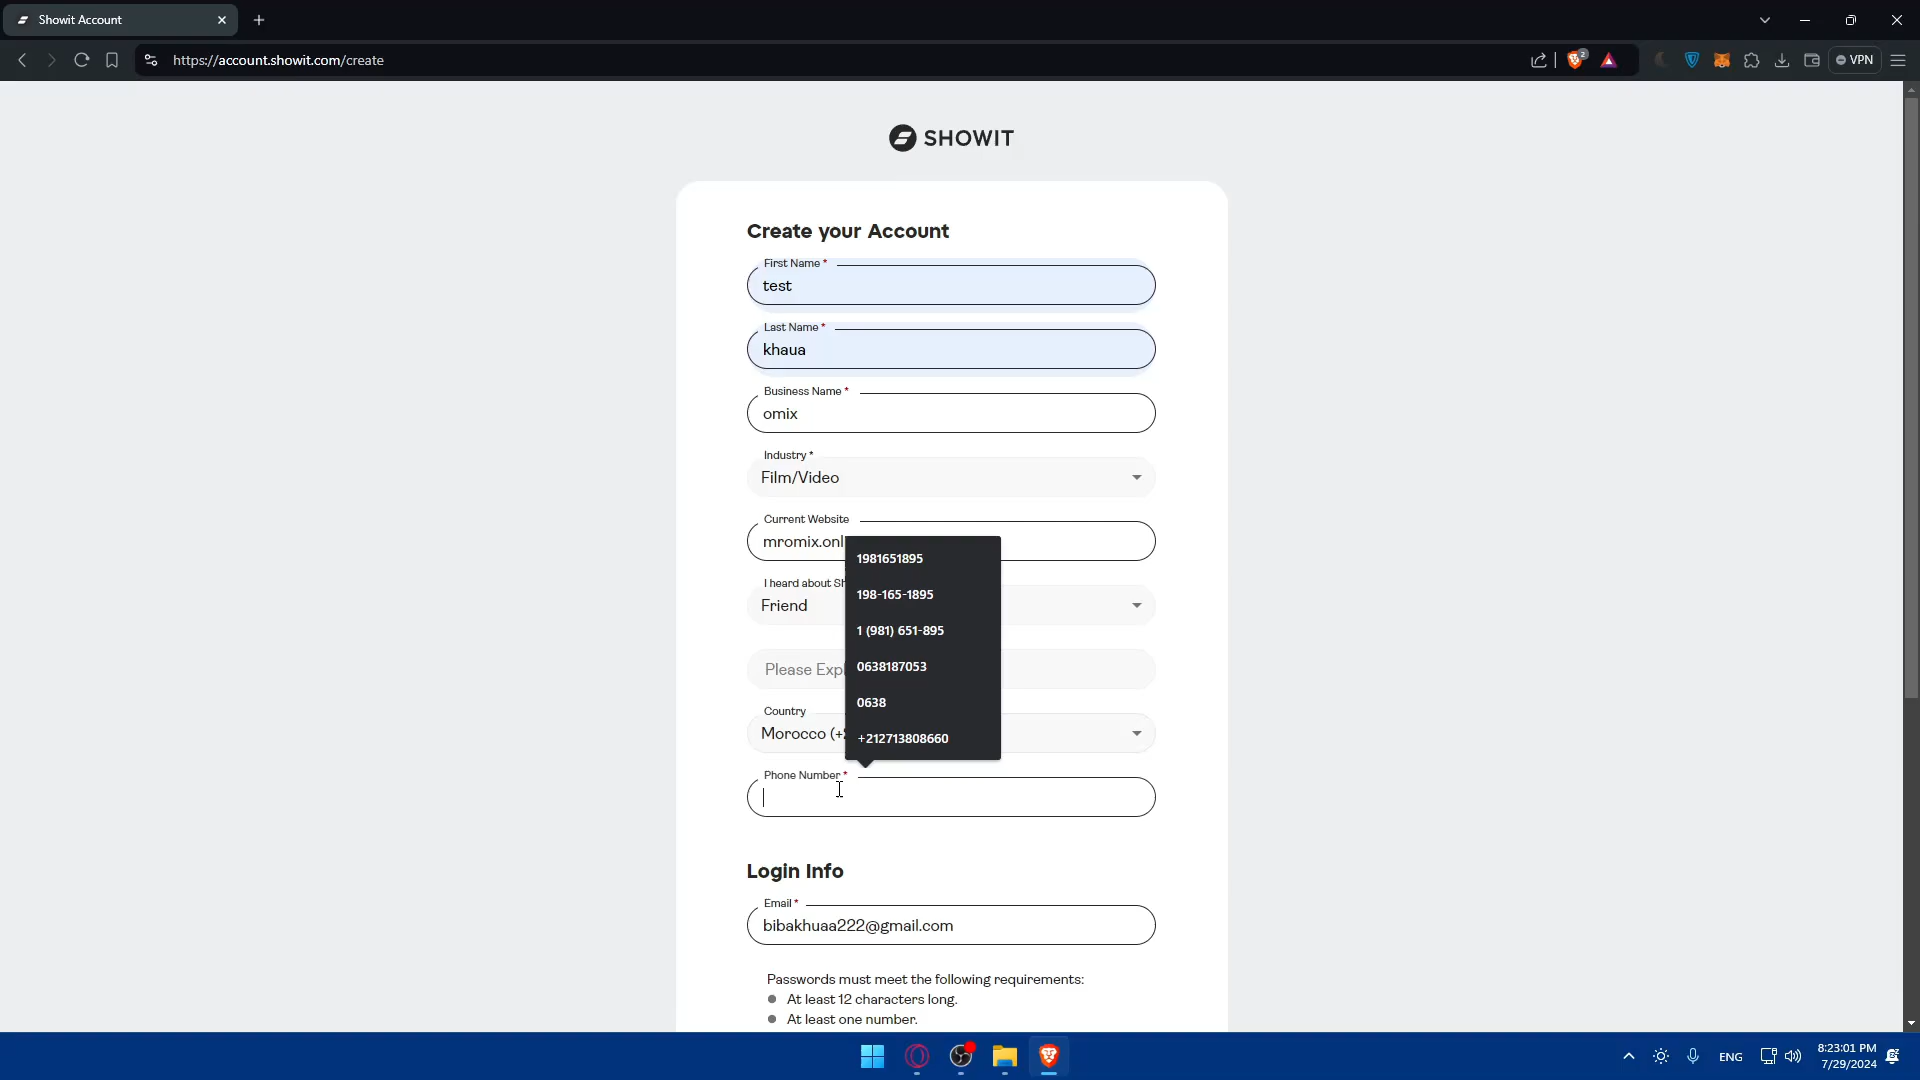 Showit Account
https://account.showit.com/create
2
VPN
SHOWIT
Create your Account
First Name *
test
Last Name *
khaua
Business Name *
omix
Industry *
Film/Video
Current Website
mromix.onl
1981651895
198-165-1895
1 (981) 651-895
0638187053
0638
+212713808660
I heard about Sh
Friend
Please Expl
Country
Morocco (+2
Phone Number *
Login Info
Email *
bibakhuaa222@gmail.com
Passwords must meet the following requirements:
At least 12 characters long.
At least one number.
ENG
8:23:01 PM
7/29/2024